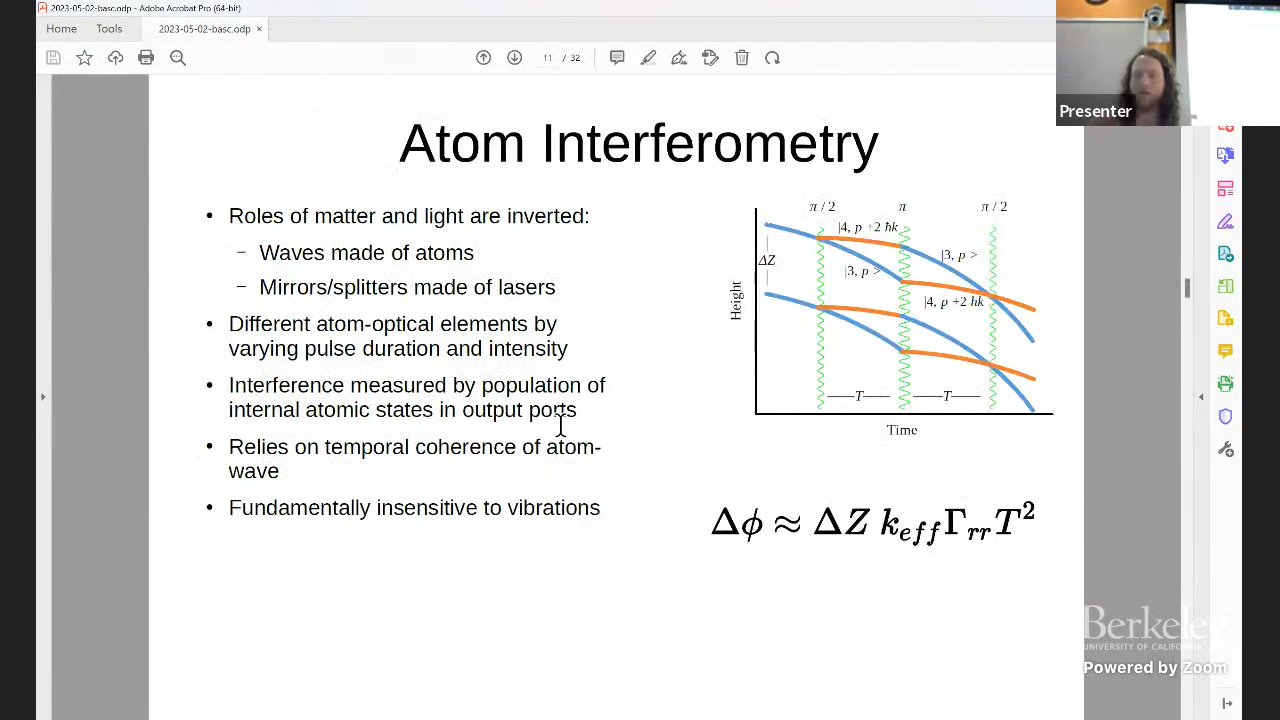 2023-05-02-basc.odp - Adobe Acrobat Pro (64-bit)
Home Tools 2023-05-02-basc.odp ×
11 / 32
Presenter
Atom Interferometry
• Roles of matter and light are inverted:
– Waves made of atoms
– Mirrors/splitters made of lasers
• Different atom-optical elements by
varying pulse duration and intensity
• Interference measured by population of
internal atomic states in output ports
• Relies on temporal coherence of atom-
wave
• Fundamentally insensitive to vibrations
π / 2 π π / 2
|4, p +2 ħk
|3, p >
ΔZ
|3, p >
|4, p +2 ħk
Height
T T
Time
Δϕ ≈ ΔZ k_{eff}Γ_{rr}T²
Berkeley
UNIVERSITY OF CALIFORNIA
Powered by Zoom